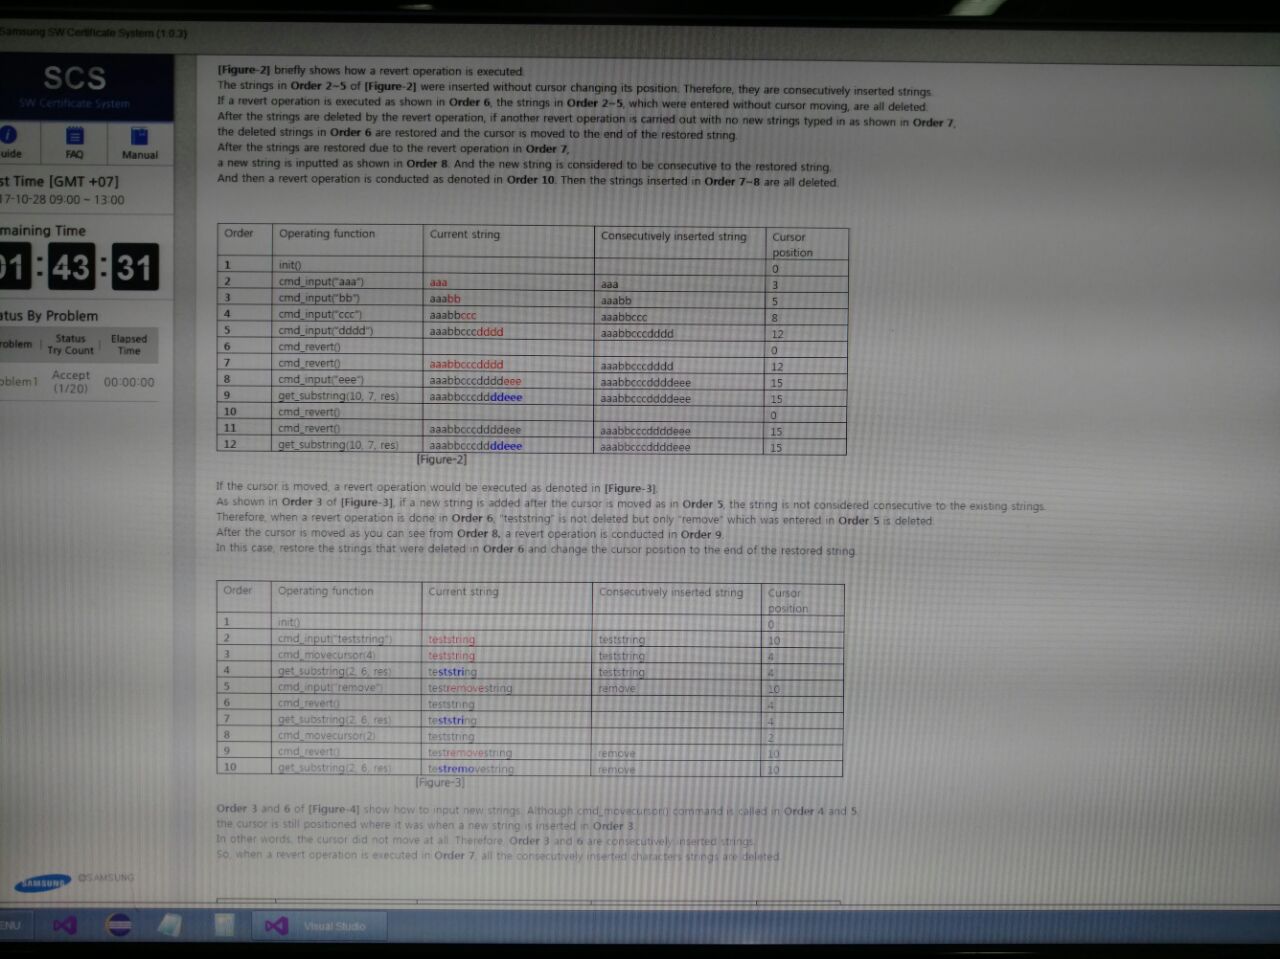 Samsung SW Certificate System (1.0.3)
SCS
SW Certificate System
uide FAQ Manual
st Time [GMT +07]
17-10-28 09:00 ~ 13:00
maining Time
01:43:31
atus By Problem
roblem Status Try Count Elapsed Time
oblem1 Accept (1/20) 00:00:00
SAMSUNG ©SAMSUNG
[Figure-2] briefly shows how a revert operation is executed.
The strings in Order 2~5 of [Figure-2] were inserted without cursor changing its position. Therefore, they are consecutively inserted strings.
If a revert operation is executed as shown in Order 6, the strings in Order 2~5, which were entered without cursor moving, are all deleted.
After the strings are deleted by the revert operation, if another revert operation is carried out with no new strings typed in as shown in Order 7,
the deleted strings in Order 6 are restored and the cursor is moved to the end of the restored string.
After the strings are restored due to the revert operation in Order 7,
a new string is inputted as shown in Order 8. And the new string is considered to be consecutive to the restored string.
And then a revert operation is conducted as denoted in Order 10. Then the strings inserted in Order 7~8 are all deleted.
Order Operating function Current string Consecutively inserted string Cursor position
1 init() 0
2 cmd_input("aaa") aaa aaa 3
3 cmd_input("bb") aaabb aaabb 5
4 cmd_input("ccc") aaabbccc aaabbccc 8
5 cmd_input("dddd") aaabbcccdddd aaabbcccdddd 12
6 cmd_revert() 0
7 cmd_revert() aaabbcccdddd aaabbcccdddd 12
8 cmd_input("eee") aaabbcccddddeee aaabbcccddddeee 15
9 get_substring(10, 7, res) aaabbcccddddeee aaabbcccddddeee 15
10 cmd_revert() 0
11 cmd_revert() aaabbcccddddeee aaabbcccddddeee 15
12 get_substring(10, 7, res) aaabbcccddddeee aaabbcccddddeee 15
[Figure-2]
If the cursor is moved, a revert operation would be executed as denoted in [Figure-3].
As shown in Order 3 of [Figure-3], if a new string is added after the cursor is moved as in Order 5, the string is not considered consecutive to the existing strings.
Therefore, when a revert operation is done in Order 6, "teststring" is not deleted but only "remove" which was entered in Order 5 is deleted.
After the cursor is moved as you can see from Order 8, a revert operation is conducted in Order 9.
In this case, restore the strings that were deleted in Order 6 and change the cursor position to the end of the restored string.
Order Operating function Current string Consecutively inserted string Cursor position
1 init() 0
2 cmd_input("teststring") teststring teststring 10
3 cmd_movecursor(4) teststring teststring 4
4 get_substring(2, 6, res) teststring teststring 4
5 cmd_input("remove") testremovestring remove 10
6 cmd_revert() teststring 4
7 get_substring(2, 6, res) teststring 4
8 cmd_movecursor(2) teststring 2
9 cmd_revert() testremovestring remove 10
10 get_substring(2, 6, res) testremovestring remove 10
[Figure-3]
Order 3 and 6 of [Figure-4] show how to input new strings. Although cmd_movecursor() command is called in Order 4 and 5,
the cursor is still positioned where it was when a new string is inserted in Order 3.
In other words, the cursor did not move at all. Therefore, Order 3 and 6 are consecutively inserted strings.
So, when a revert operation is executed in Order 7, all the consecutively inserted characters strings are deleted.
ENU Visual Studio